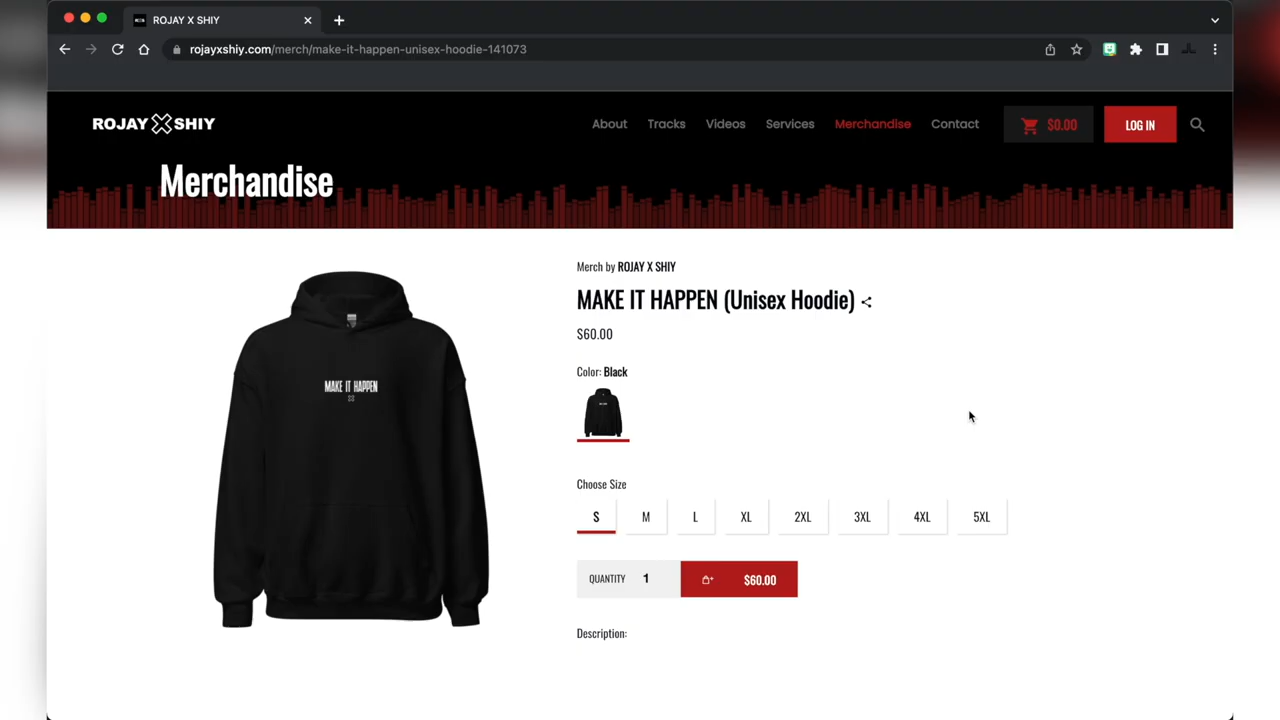 ROJAY X SHIY
rojayxshiy.com/merch/make-it-happen-unisex-hoodie-141073
ROJAY X SHIY
About
Tracks
Videos
Services
Merchandise
Contact
$0.00
LOG IN
Merchandise
Merch by ROJAY X SHIY
MAKE IT HAPPEN (Unisex Hoodie)
$60.00
Color: Black
MAKE IT HAPPEN
Choose Size
S M L XL 2XL 3XL 4XL 5XL
QUANTITY 1
$60.00
Description: